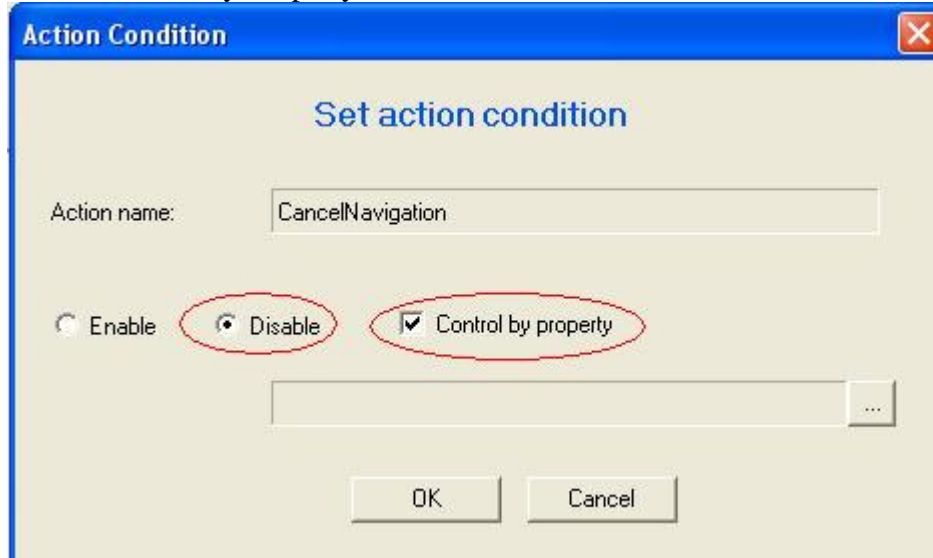 Action Condition
Set action condition
Action name: CancelNavigation
Enable Disable Control by property
...
OK Cancel